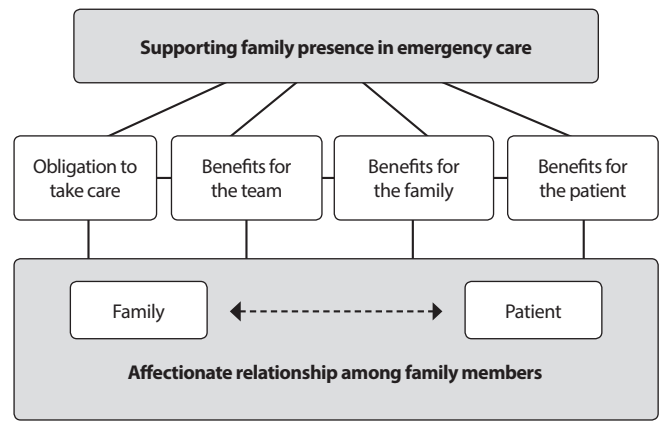 Supporting family presence in emergency care
Obligation to
take care
Benefits for
the team
Benefits for
the family
Benefits for
the patient
Family
Patient
Affectionate relationship among family members